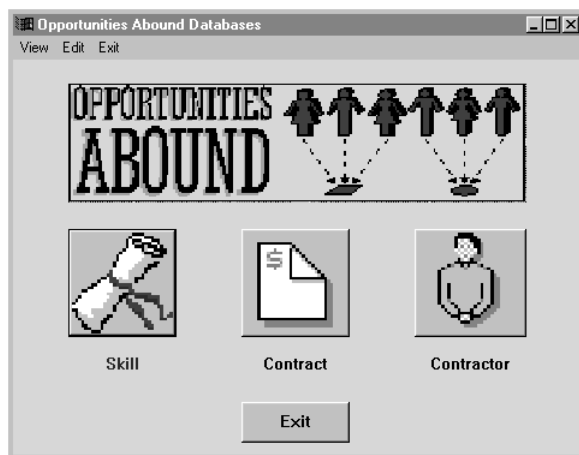 Opportunities Abound Databases
View Edit Exit
OPPORTUNITIES
ABOUND
$
Skill Contract Contractor
Exit